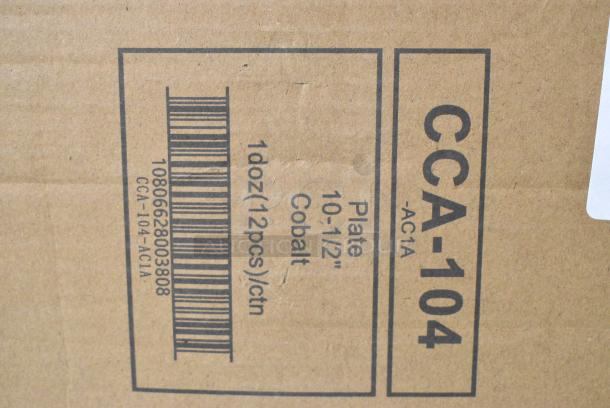 CCA-104
-AC1A
Plate
10-1/2"
Cobalt
1doz(12pcs)/ctn
10806628003808
CCA-104-AC1A